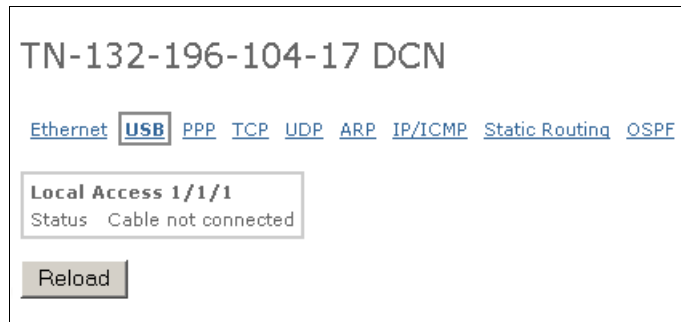 TN-132-196-104-17 DCN
Ethernet USB PPP TCP UDP ARP IP/ICMP Static Routing OSPF
Local Access 1/1/1
Status Cable not connected
Reload